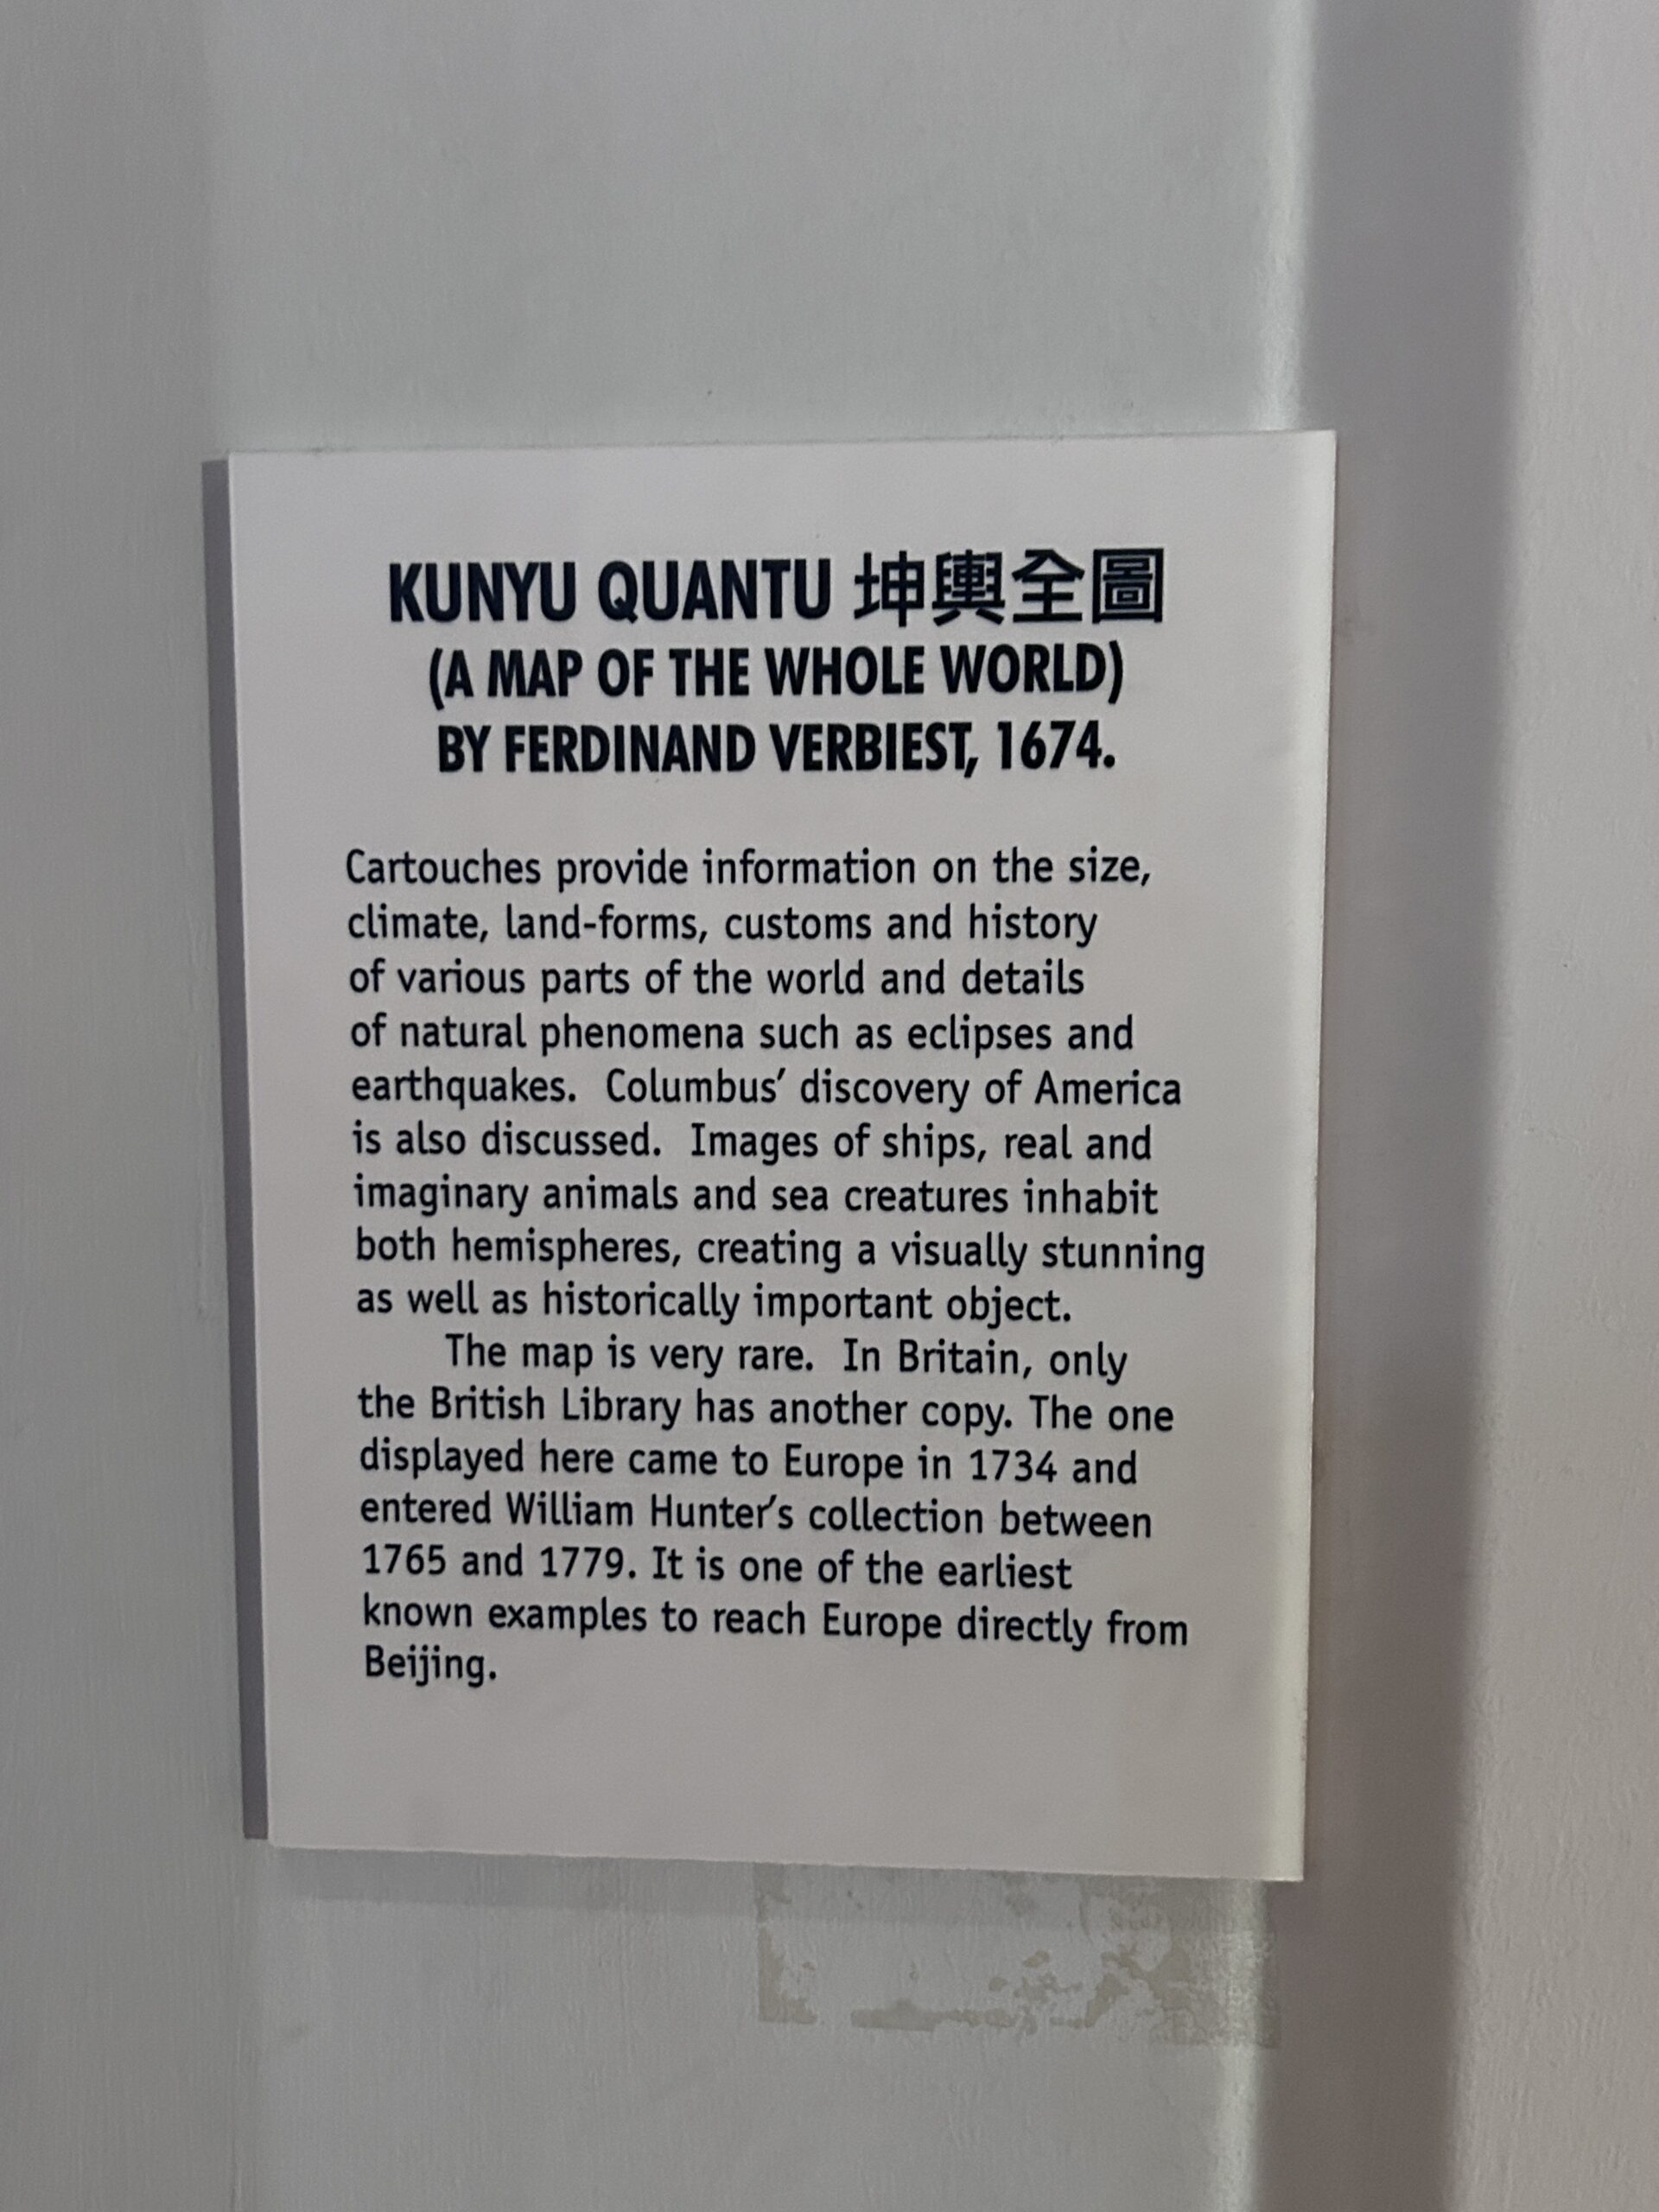 KUNYU QUANTU 坤輿全圖
(A MAP OF THE WHOLE WORLD)
BY FERDINAND VERBIEST, 1674.
Cartouches provide information on the size,
climate, land-forms, customs and history
of various parts of the world and details
of natural phenomena such as eclipses and
earthquakes.  Columbus’ discovery of America
is also discussed.  Images of ships, real and
imaginary animals and sea creatures inhabit
both hemispheres, creating a visually stunning
as well as historically important object.
The map is very rare.  In Britain, only
the British Library has another copy. The one
displayed here came to Europe in 1734 and
entered William Hunter’s collection between
1765 and 1779. It is one of the earliest
known examples to reach Europe directly from
Beijing.